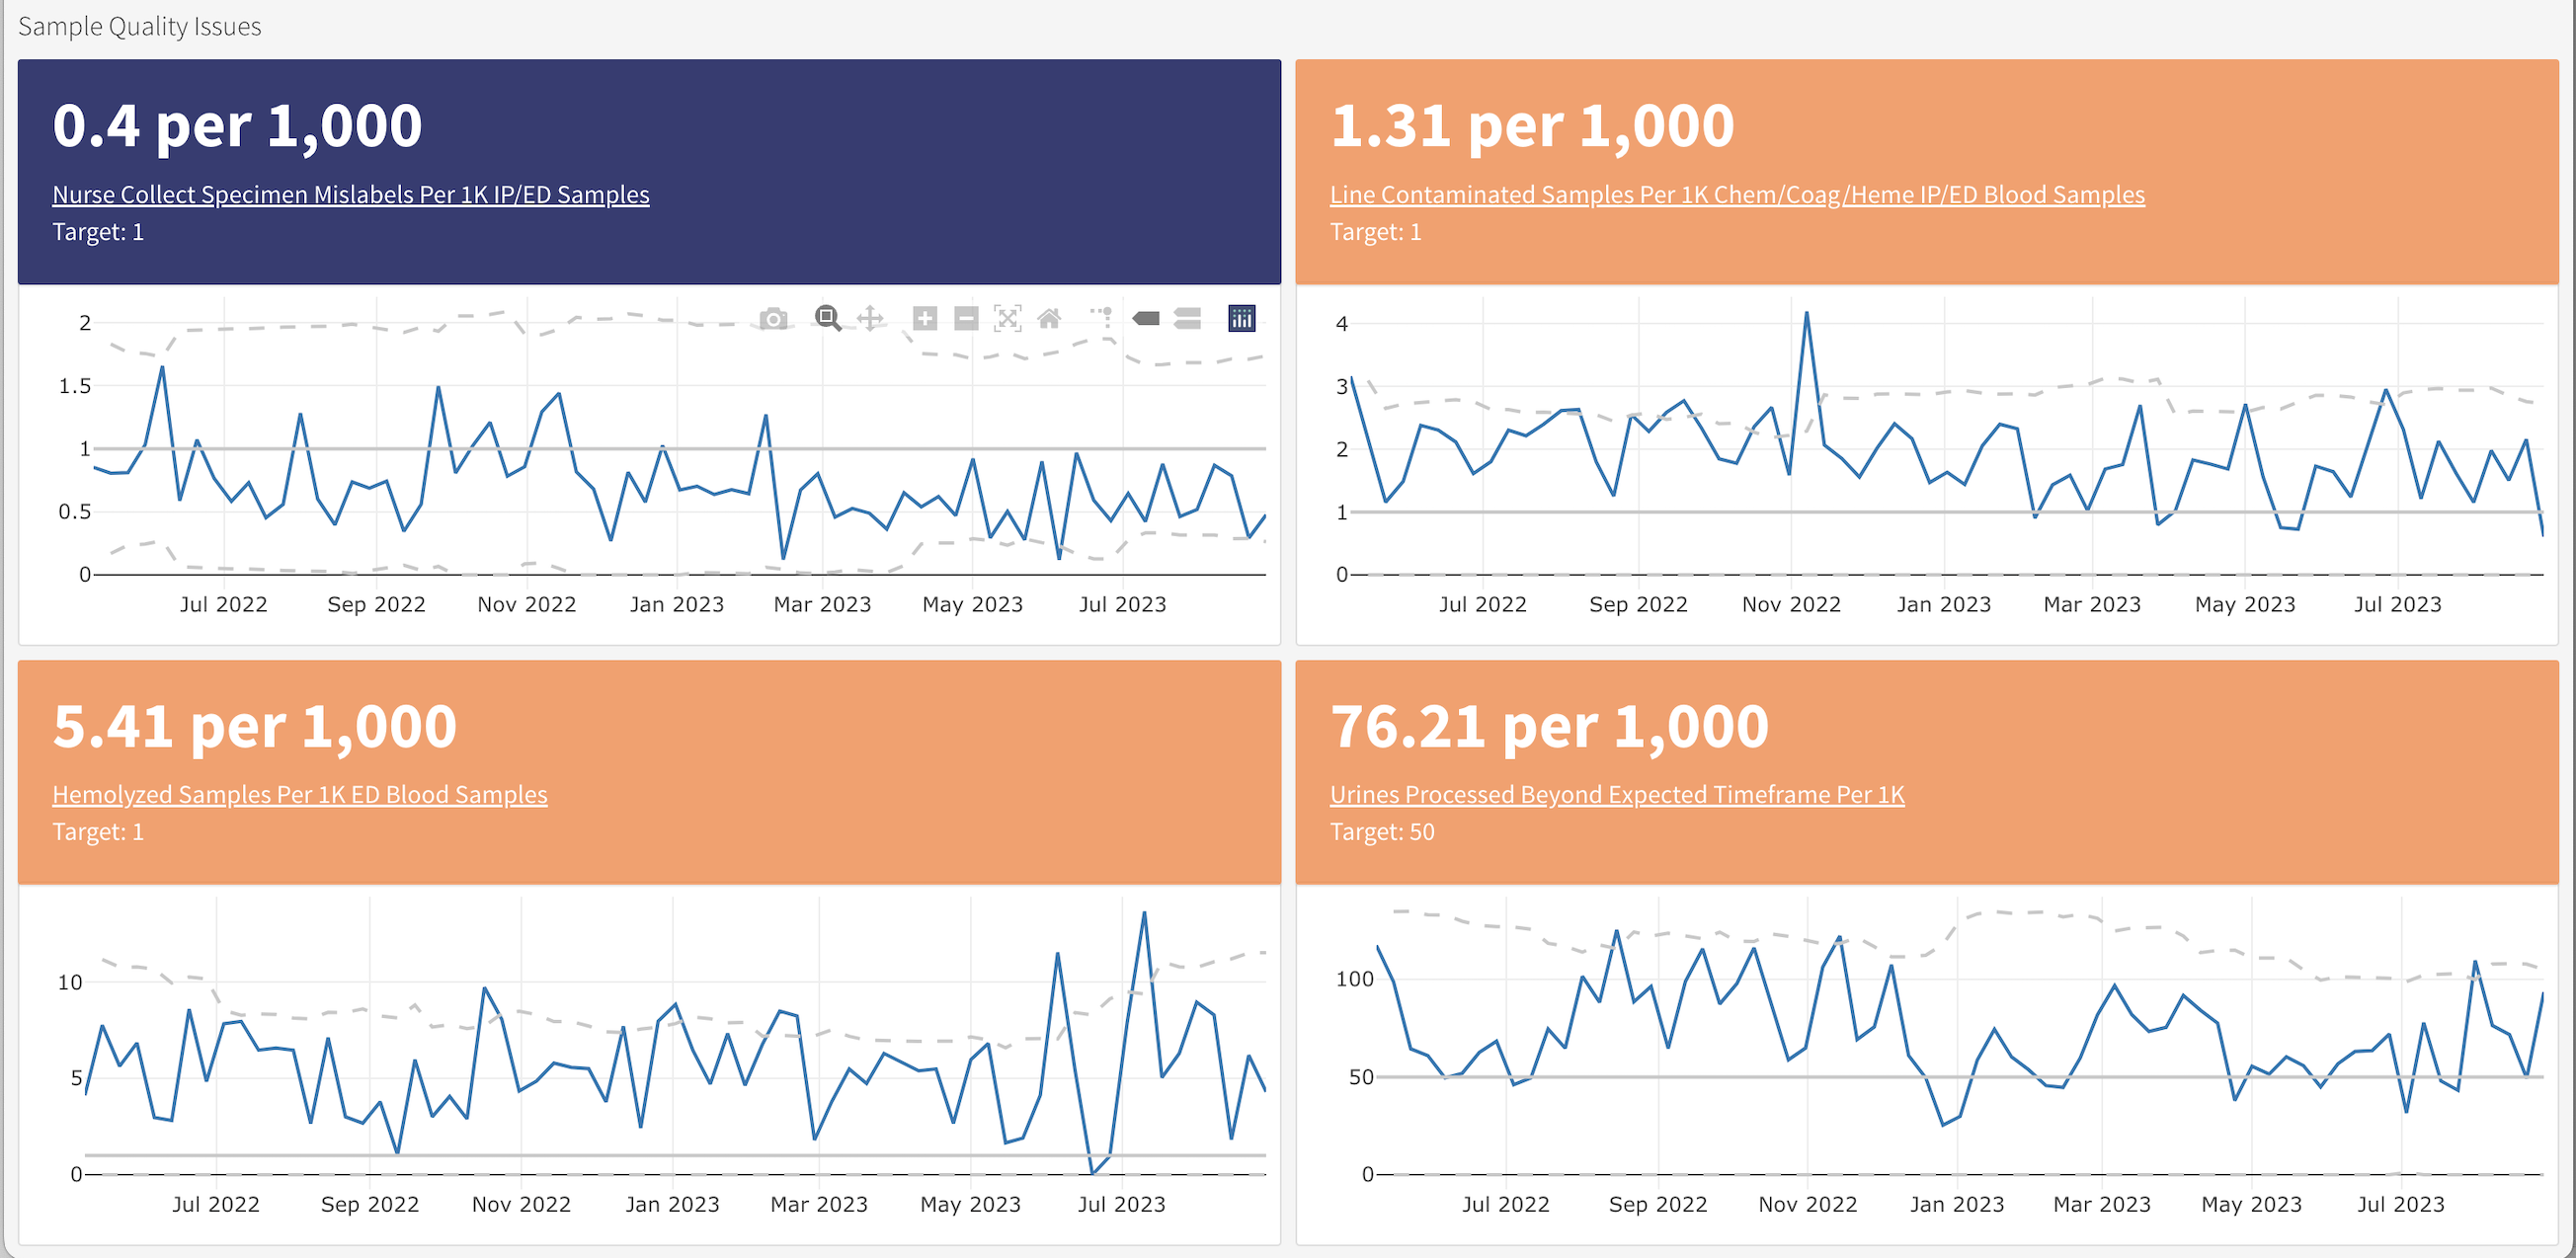 Sample Quality Issues
0.4 per 1,000
Nurse Collect Specimen Mislabels Per 1K IP/ED Samples
Target: 1
2
1.5
1
0.5
0
Jul 2022 Sep 2022 Nov 2022 Jan 2023 Mar 2023 May 2023 Jul 2023
1.31 per 1,000
Line Contaminated Samples Per 1K Chem/Coag/Heme IP/ED Blood Samples
Target: 1
4
3
2
1
0
Jul 2022 Sep 2022 Nov 2022 Jan 2023 Mar 2023 May 2023 Jul 2023
5.41 per 1,000
Hemolyzed Samples Per 1K ED Blood Samples
Target: 1
10
5
0
Jul 2022 Sep 2022 Nov 2022 Jan 2023 Mar 2023 May 2023 Jul 2023
76.21 per 1,000
Urines Processed Beyond Expected Timeframe Per 1K
Target: 50
100
50
0
Jul 2022 Sep 2022 Nov 2022 Jan 2023 Mar 2023 May 2023 Jul 2023